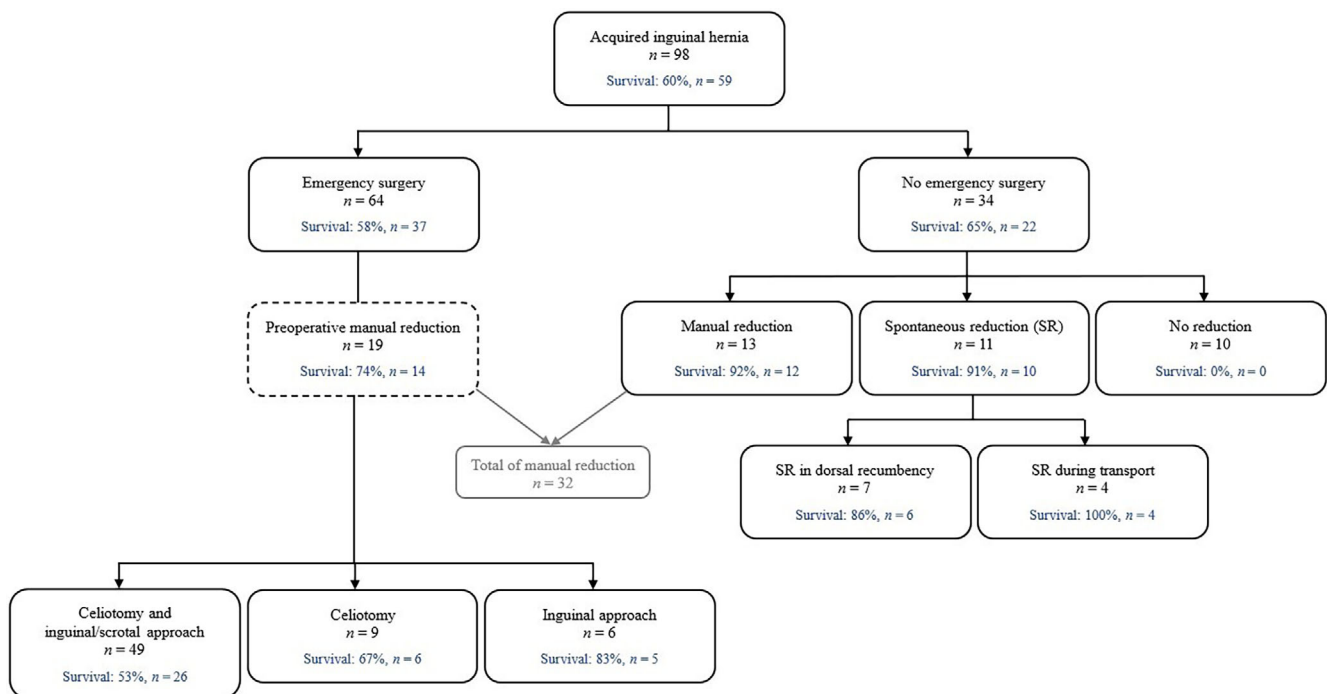 Acquired inguinal hernia
n = 98
Survival: 60%, n = 59
Emergency surgery
n = 64
Survival: 58%, n = 37
No emergency surgery
n = 34
Survival: 65%, n = 22
Preoperative manual reduction
n = 19
Survival: 74%, n = 14
Manual reduction
n = 13
Survival: 92%, n = 12
Spontaneous reduction (SR)
n = 11
Survival: 91%, n = 10
No reduction
n = 10
Survival: 0%, n = 0
Total of manual reduction
n = 32
SR in dorsal recumbency
n = 7
Survival: 86%, n = 6
SR during transport
n = 4
Survival: 100%, n = 4
Celiotomy and
inguinal/scrotal approach
n = 49
Survival: 53%, n = 26
Celiotomy
n = 9
Survival: 67%, n = 6
Inguinal approach
n = 6
Survival: 83%, n = 5